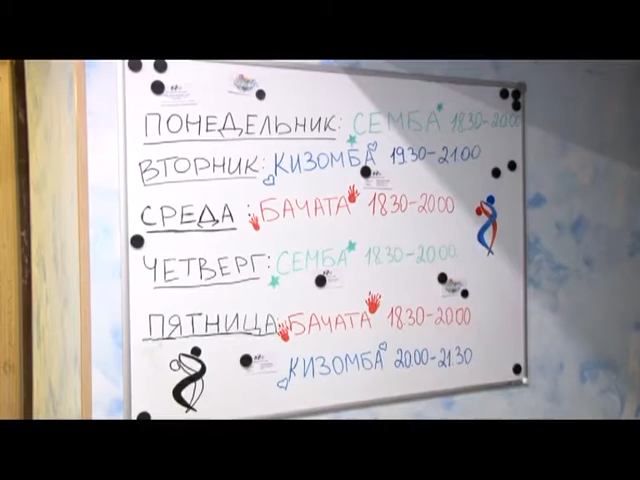 ПОНЕДЕЛЬНИК: СЕМБА 18.30-20.00
ВТОРНИК: КИЗОМБА 19.30-21.00
СРЕДА: БАЧАТА 18.30-20.00
ЧЕТВЕРГ: СЕМБА 18.30-20.00
ПЯТНИЦА: БАЧАТА 18.30-20.00
КИЗОМБА 20.00-21.30